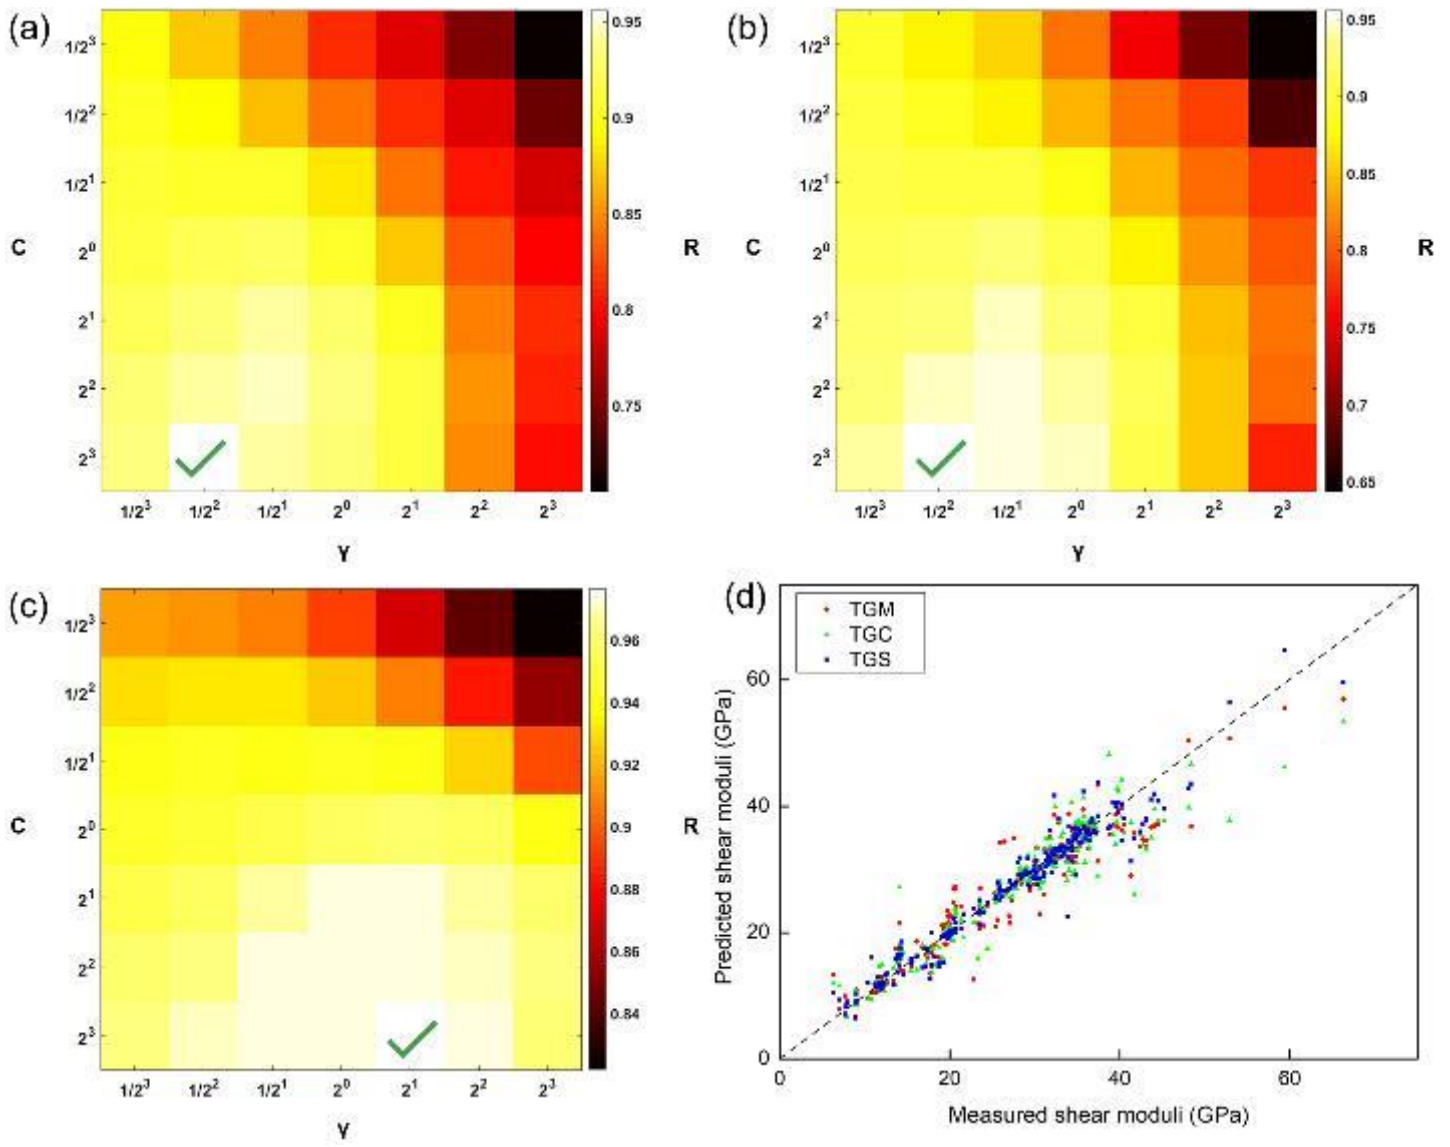 (a)
1/2³
1/2²
1/2¹
2⁰
2¹
2²
2³
C
1/2³ 1/2² 1/2¹ 2⁰ 2¹ 2² 2³
γ
0.95
0.9
0.85
0.8
0.75
R
(b)
1/2³
1/2²
1/2¹
2⁰
2¹
2²
2³
C
1/2³ 1/2² 1/2¹ 2⁰ 2¹ 2² 2³
γ
0.95
0.9
0.85
0.8
0.75
0.7
0.65
R
(c)
1/2³
1/2²
1/2¹
2⁰
2¹
2²
2³
C
1/2³ 1/2² 1/2¹ 2⁰ 2¹ 2² 2³
γ
0.96
0.94
0.92
0.9
0.88
0.86
0.84
R
(d)
TGM
TGC
TGS
60
40
20
0
Predicted shear moduli (GPa)
0 20 40 60
Measured shear moduli (GPa)